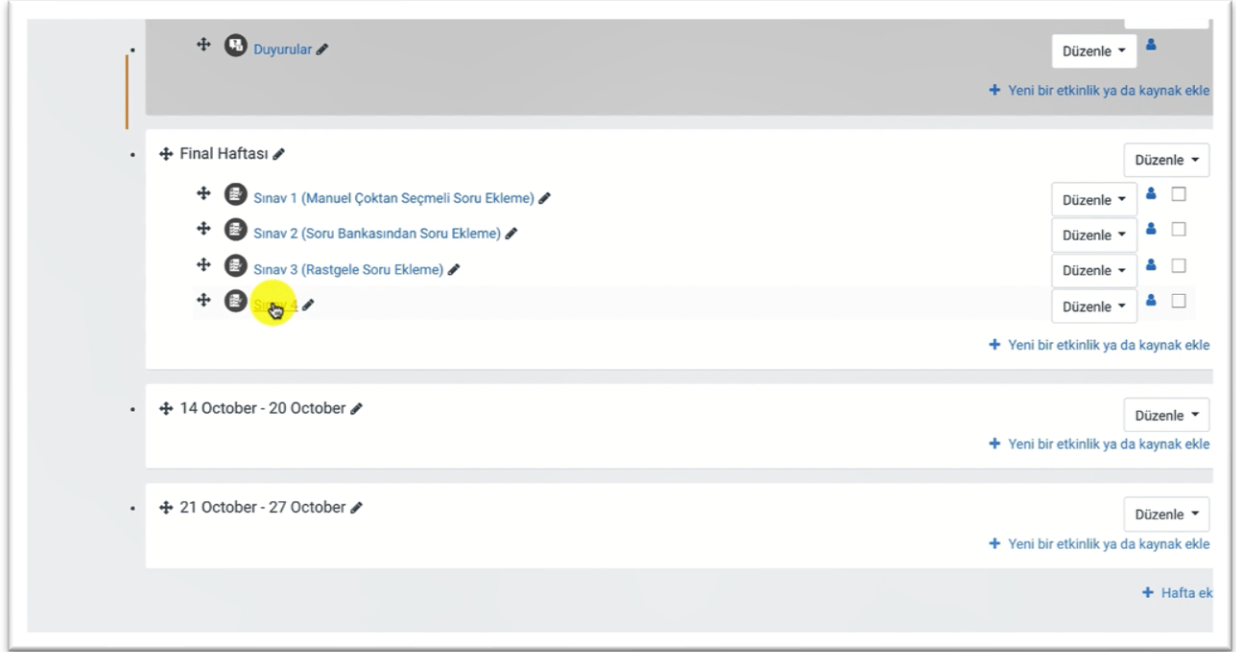 Duyurular
Düzenle
Yeni bir etkinlik ya da kaynak ekle
Final Haftası
Düzenle
Sınav 1 (Manuel Çoktan Seçmeli Soru Ekleme)
Düzenle
Sınav 2 (Soru Bankasından Soru Ekleme)
Düzenle
Sınav 3 (Rastgele Soru Ekleme)
Düzenle
Sınav 4
Düzenle
Yeni bir etkinlik ya da kaynak ekle
14 October - 20 October
Düzenle
Yeni bir etkinlik ya da kaynak ekle
21 October - 27 October
Düzenle
Yeni bir etkinlik ya da kaynak ekle
Hafta ek